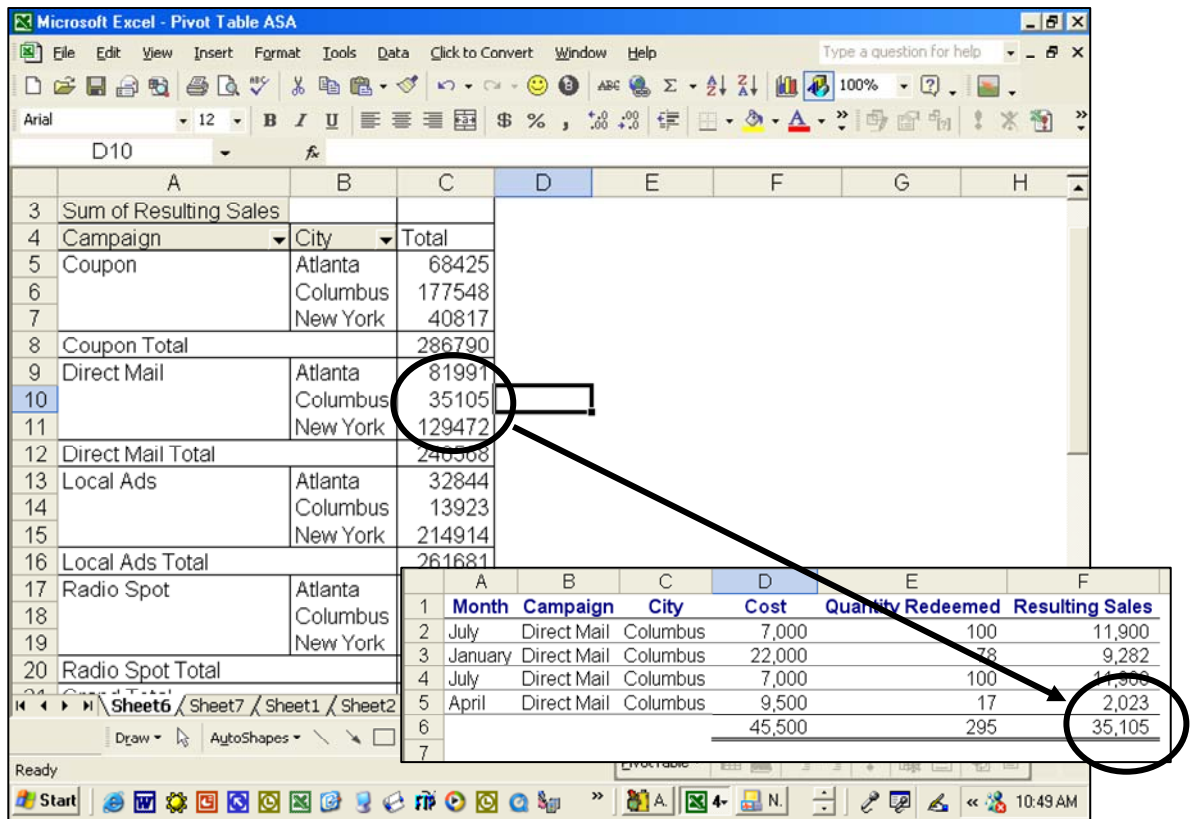 Microsoft Excel - Pivot Table ASA
File Edit View Insert Format Tools Data Click to Convert Window Help Type a question for help
100%
Arial 12 B I U $ % ,
D10 fx
A B C D E F G H
3 Sum of Resulting Sales
4 Campaign City Total
5 Coupon Atlanta 68425
6 Columbus 177548
7 New York 40817
8 Coupon Total 286790
9 Direct Mail Atlanta 81991
10 Columbus 35105
11 New York 129472
12 Direct Mail Total 246568
13 Local Ads Atlanta 32844
14 Columbus 13923
15 New York 214914
16 Local Ads Total 261681
17 Radio Spot Atlanta
18 Columbus
19 New York
20 Radio Spot Total
21 Grand Total
A B C D E F
1 Month Campaign City Cost Quantity Redeemed Resulting Sales
2 July Direct Mail Columbus 7,000 100 11,900
3 January Direct Mail Columbus 22,000 78 9,282
4 July Direct Mail Columbus 7,000 100 11,900
5 April Direct Mail Columbus 9,500 17 2,023
6 45,500 295 35,105
7
Sheet6 Sheet7 Sheet1 Sheet2
Draw AutoShapes
PivotTable
Ready
Start A. 4- N. 10:49 AM